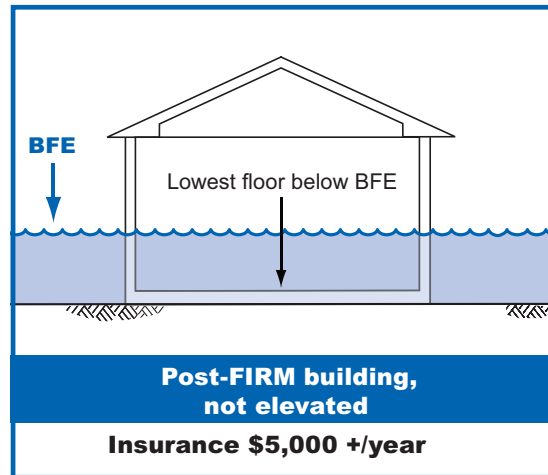 BFE
Lowest floor below BFE
Post-FIRM building,
not elevated
Insurance $5,000 +/year